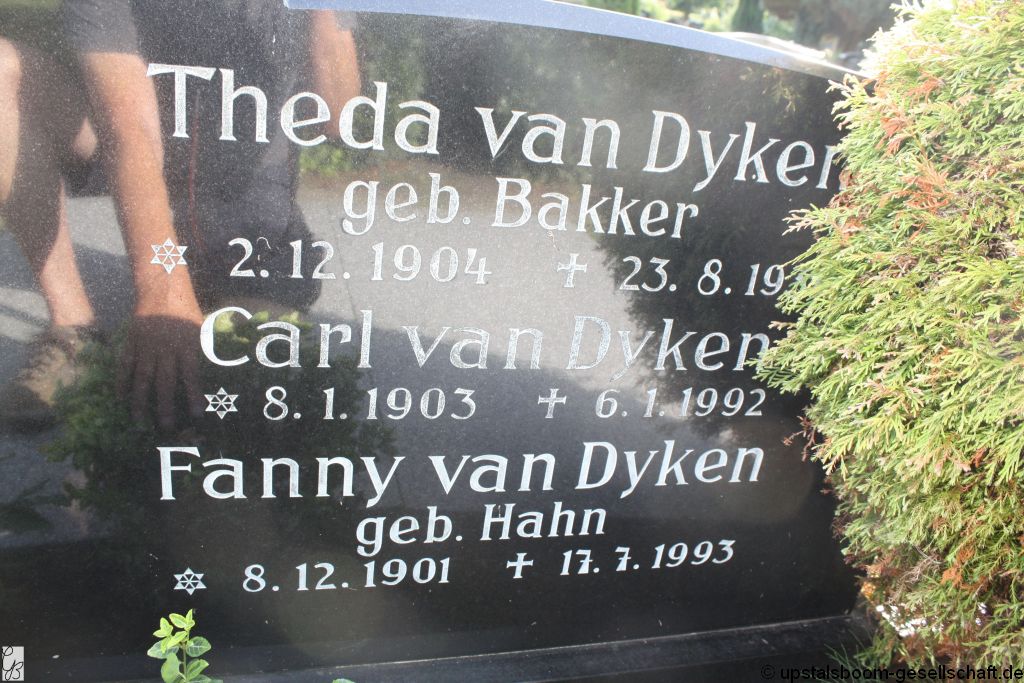 Theda van Dyken
geb. Bakker
2. 12. 1904 † 23. 8. 19
Carl van Dyken
8. 1. 1903 † 6. 1. 1992
Fanny van Dyken
geb. Hahn
8. 12. 1901 † 17. 7. 1993
GB
© upstalsboom-gesellschaft.de